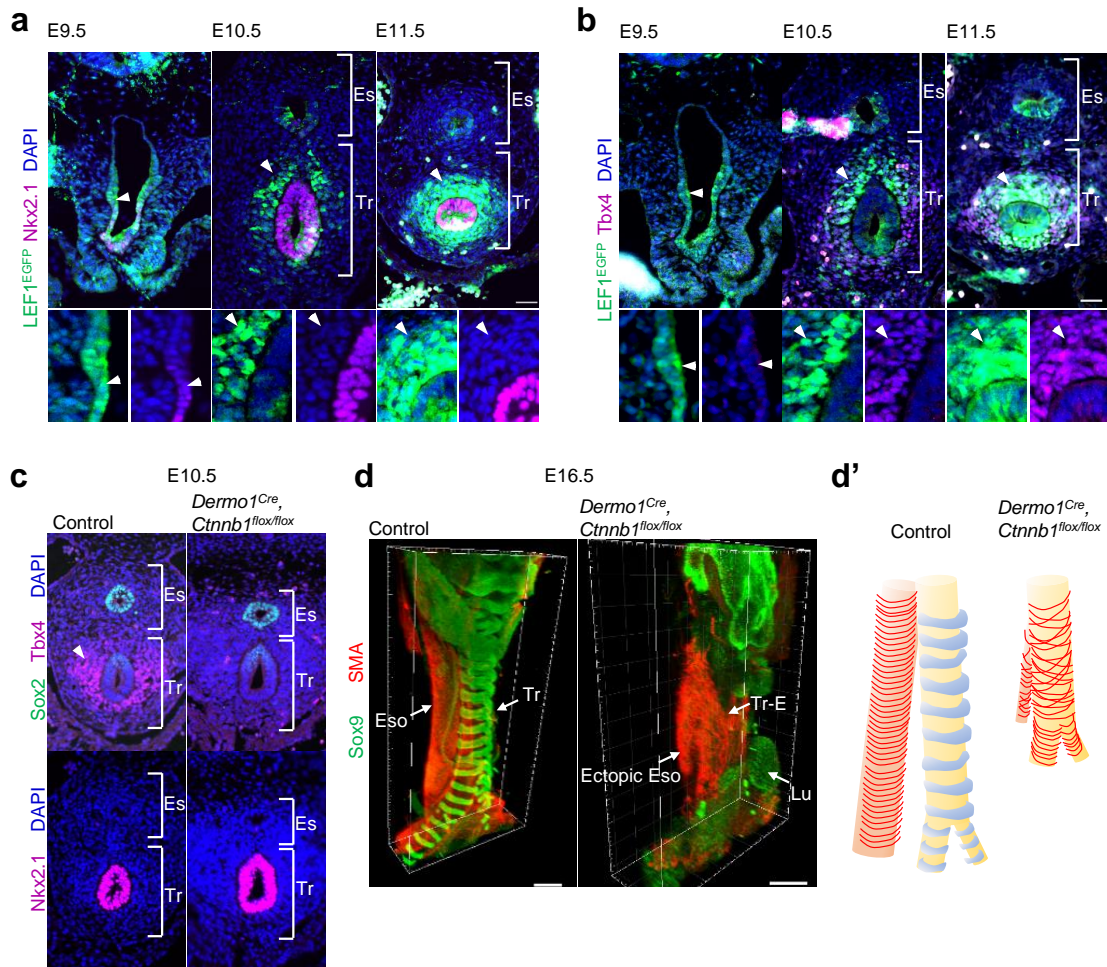 a
E9.5 E10.5 E11.5
LEF1EGFP Nkx2.1 DAPI
Es
Tr
Es
Tr
b
E9.5 E10.5 E11.5
LEF1EGFP Tbx4 DAPI
Es
Tr
Es
Tr
c
E10.5
Control
Dermo1Cre,
Ctnnb1flox/flox
Sox2 Tbx4 DAPI
Es
Tr
Es
Tr
Nkx2.1 DAPI
Es
Tr
Es
Tr
d
E16.5
Control
Dermo1Cre,
Ctnnb1flox/flox
Sox9 SMA
Eso
Tr
Tr-E
Ectopic Eso
Lu
d'
Control
Dermo1Cre,
Ctnnb1flox/flox